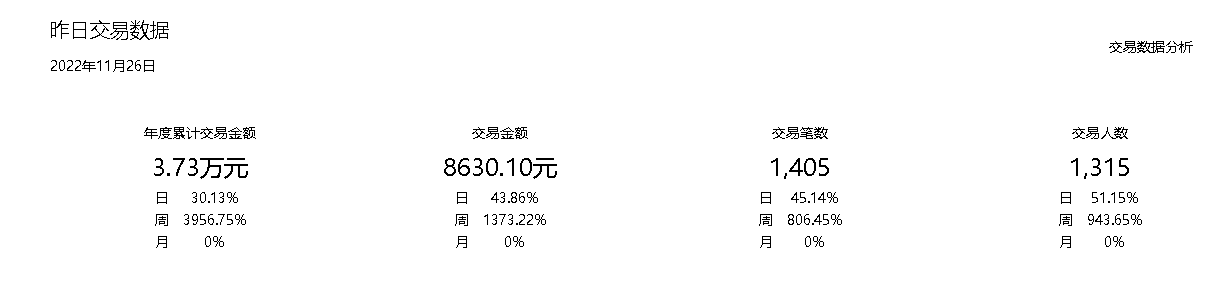 昨日交易数据
交易数据分析
2022年11月26日
年度累计交易金额 交易金额 交易笔数 交易人数
3.73万元 8630.10元 1,405 1,315
日 30.13% 日 43.86% 日 45.14% 日 51.15%
周 3956.75% 周 1373.22% 周 806.45% 周 943.65%
月 0% 月 0% 月 0% 月 0%